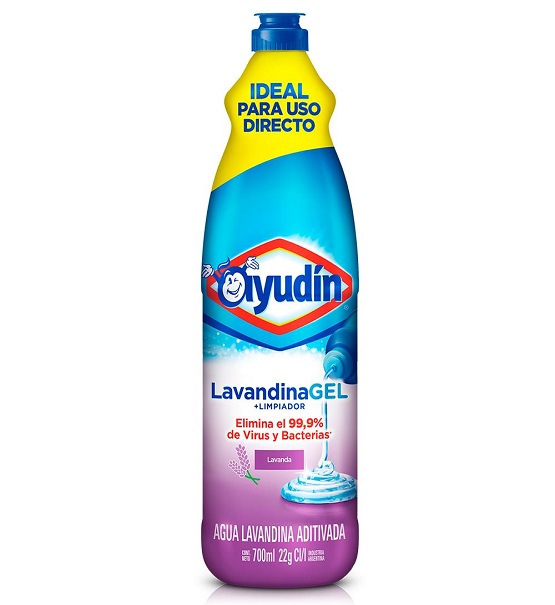 IDEAL
PARA USO
DIRECTO
Ayudín
LavandinaGEL
+LIMPIADOR
Elimina el 99,9%
de Virus y Bacterias*
Lavanda
AGUA LAVANDINA ADITIVADA
CONT. NETO 700ml 22g Cl/l INDUSTRIA ARGENTINA